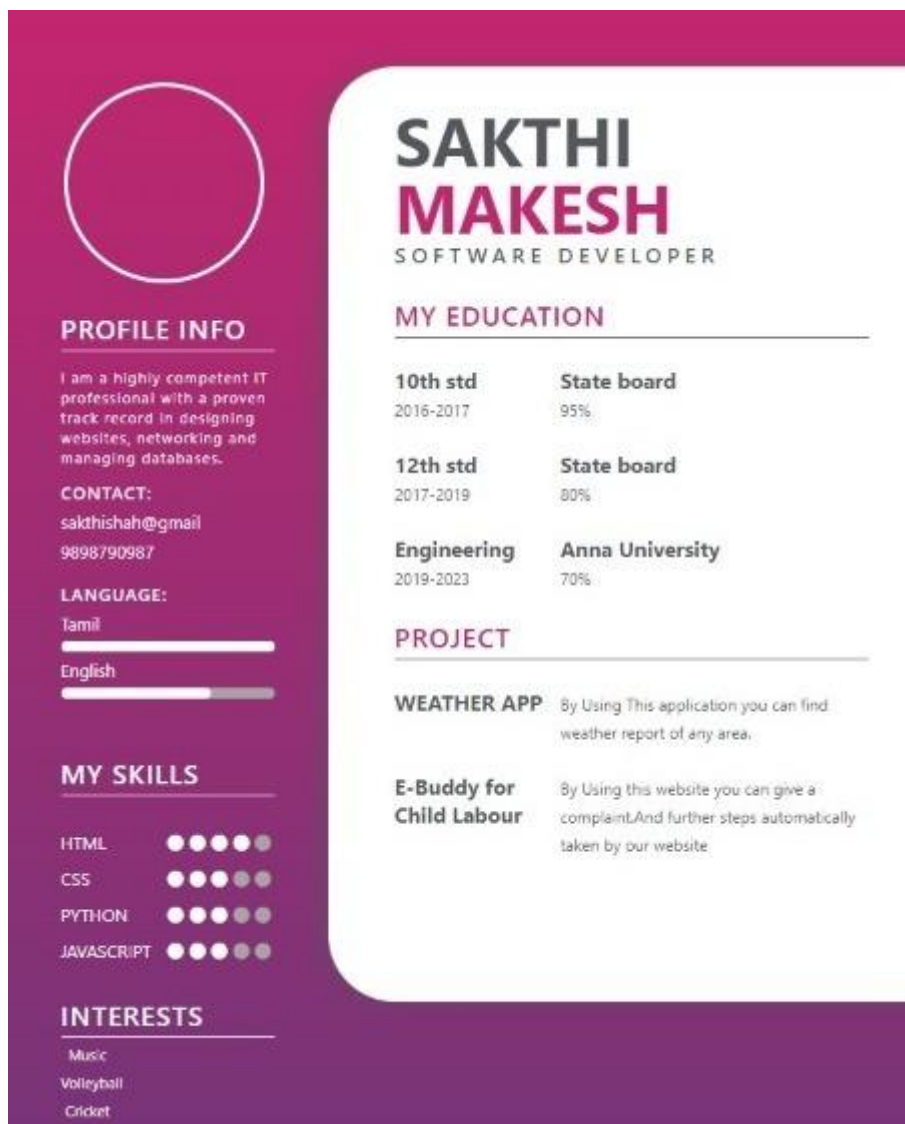 PROFILE INFO
I am a highly competent IT
professional with a proven
track record in designing
websites, networking and
managing databases.
CONTACT:
sakthishah@gmail
9898790987
LANGUAGE:
Tamil
English
MY SKILLS
HTML
CSS
PYTHON
JAVASCRIPT
INTERESTS
Music
Volleyball
Cricket
SAKTHI
MAKESH
SOFTWARE DEVELOPER
MY EDUCATION
10th std State board
2016-2017 95%
12th std State board
2017-2019 80%
Engineering Anna University
2019-2023 70%
PROJECT
WEATHER APP By Using This application you can find
weather report of any area.
E-Buddy for By Using this website you can give a
Child Labour complaint.And further steps automatically
taken by our website